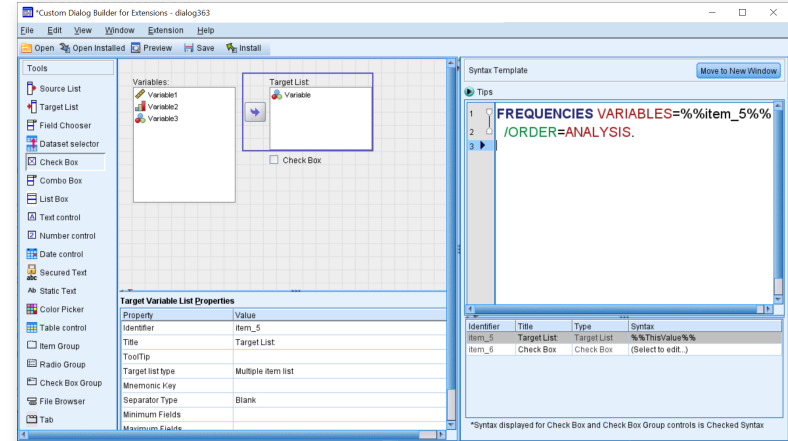 *Custom Dialog Builder for Extensions - dialog363
File Edit View Window Extension Help
Open Open Installed Preview Save Install
Tools
Source List
Target List
Field Chooser
Dataset selector
Check Box
Combo Box
List Box
Text control
Number control
Date control
Secured Text
Static Text
Color Picker
Table control
Item Group
Radio Group
Check Box Group
File Browser
Tab
Variables:
Variable1
Variable2
Variable3
Target List:
Variable
Check Box
Target Variable List Properties
Property Value
Identifier item_5
Title Target List:
ToolTip
Target list type Multiple item list
Mnemonic Key
Separator Type Blank
Minimum Fields
Maximum Fields
Syntax Template
Move to New Window
Tips
1 FREQUENCIES VARIABLES=%%item_5%%
2 /ORDER=ANALYSIS.
3
Identifier Title Type Syntax
item_5 Target List: Target List %%ThisValue%%
item_6 Check Box Check Box (Select to edit...)
*Syntax displayed for Check Box and Check Box Group controls is Checked Syntax